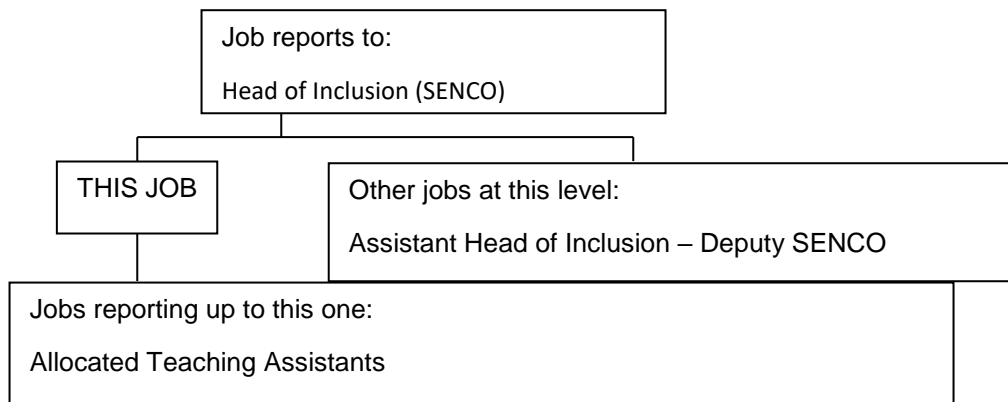 Job reports to:
Head of Inclusion (SENCO)
THIS JOB
Other jobs at this level:
Assistant Head of Inclusion – Deputy SENCO
Jobs reporting up to this one:
Allocated Teaching Assistants